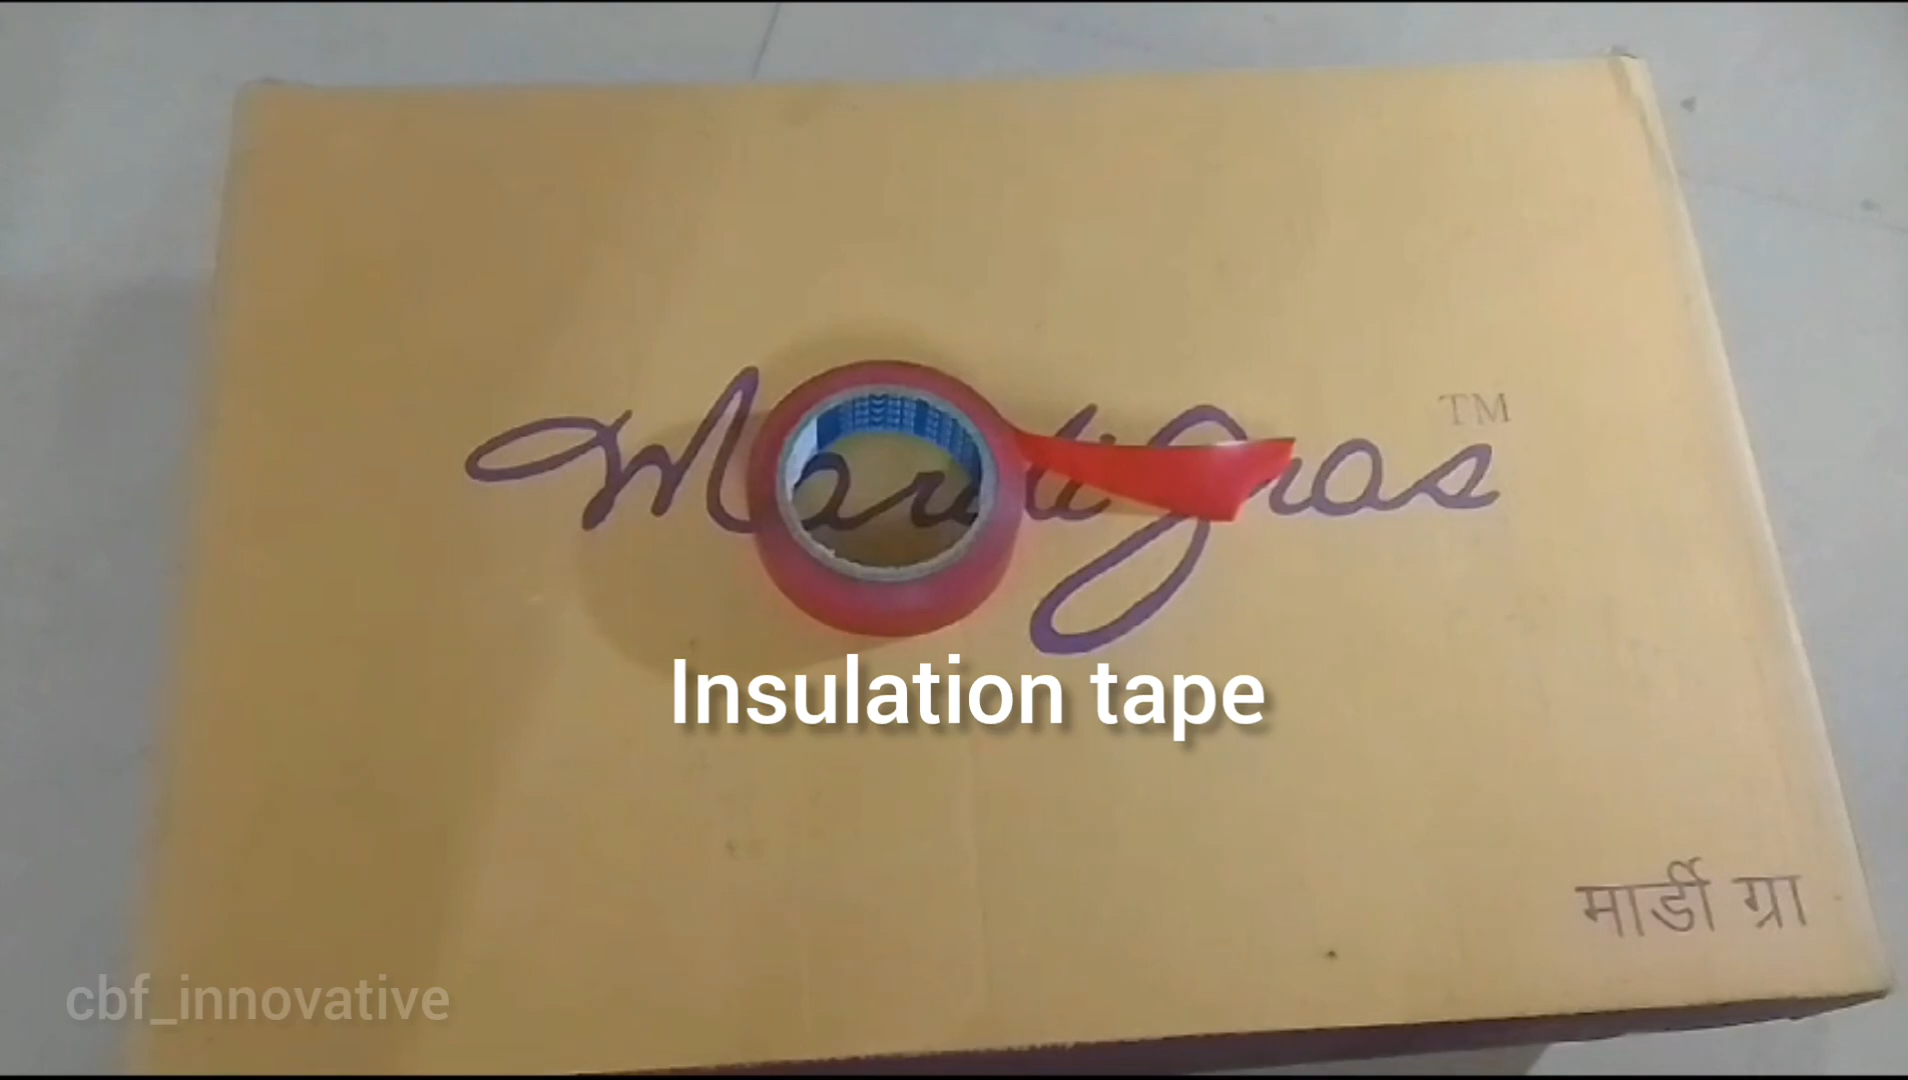 Mardi Gras TM
Insulation tape
मार्डी ग्रा
cbf_innovative